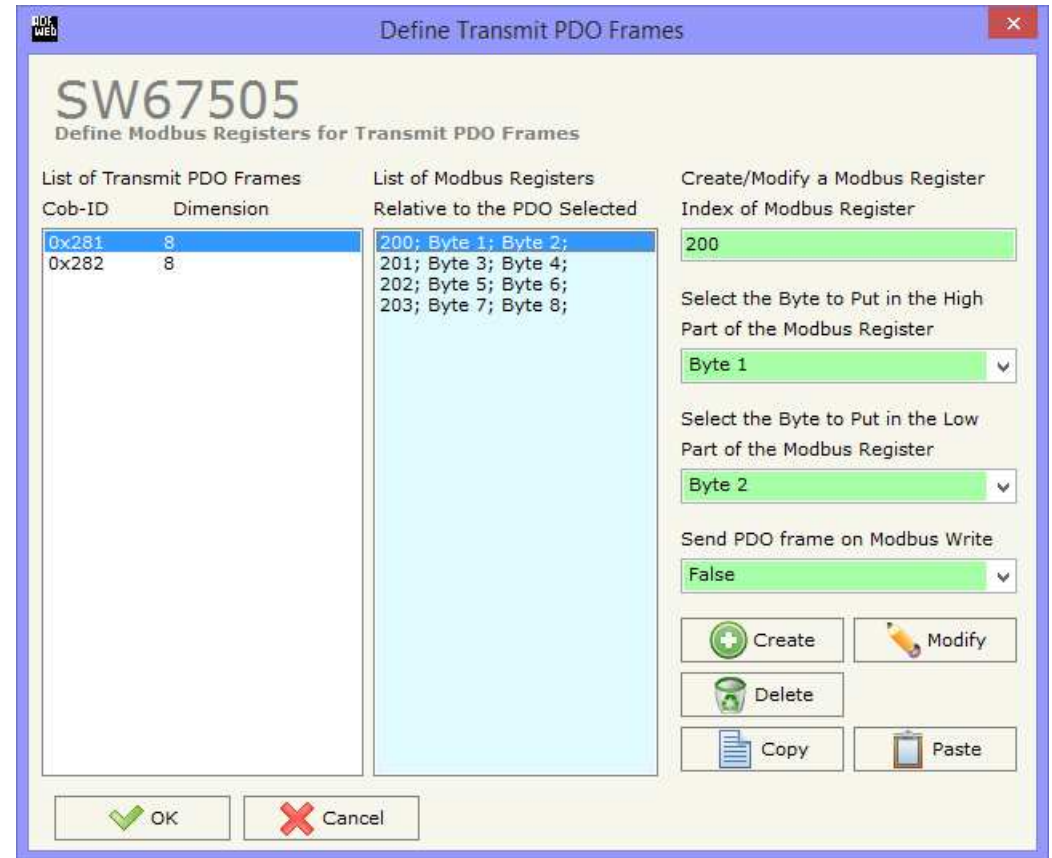 ADF
WEB
Define Transmit PDO Frames
SW67505
Define Modbus Registers for Transmit PDO Frames
List of Transmit PDO Frames
Cob-ID Dimension
0x281 8
0x282 8
List of Modbus Registers
Relative to the PDO Selected
200; Byte 1; Byte 2;
201; Byte 3; Byte 4;
202; Byte 5; Byte 6;
203; Byte 7; Byte 8;
Create/Modify a Modbus Register
Index of Modbus Register
200
Select the Byte to Put in the High
Part of the Modbus Register
Byte 1
Select the Byte to Put in the Low
Part of the Modbus Register
Byte 2
Send PDO frame on Modbus Write
False
Create
Modify
Delete
Copy
Paste
OK
Cancel